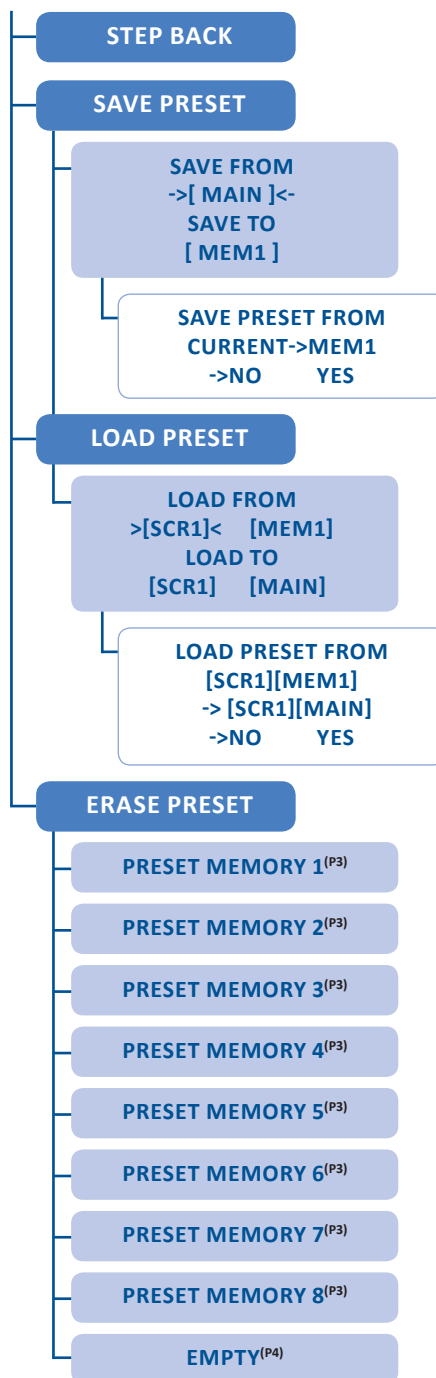 STEP BACK
SAVE PRESET
SAVE FROM
->[ MAIN ]<-
SAVE TO
[ MEM1 ]
SAVE PRESET FROM
CURRENT->MEM1
->NO YES
LOAD PRESET
LOAD FROM
>[SCR1]< [MEM1]
LOAD TO
[SCR1] [MAIN]
LOAD PRESET FROM
[SCR1][MEM1]
-> [SCR1][MAIN]
->NO YES
ERASE PRESET
PRESET MEMORY 1(P3)
PRESET MEMORY 2(P3)
PRESET MEMORY 3(P3)
PRESET MEMORY 4(P3)
PRESET MEMORY 5(P3)
PRESET MEMORY 6(P3)
PRESET MEMORY 7(P3)
PRESET MEMORY 8(P3)
EMPTY(P4)